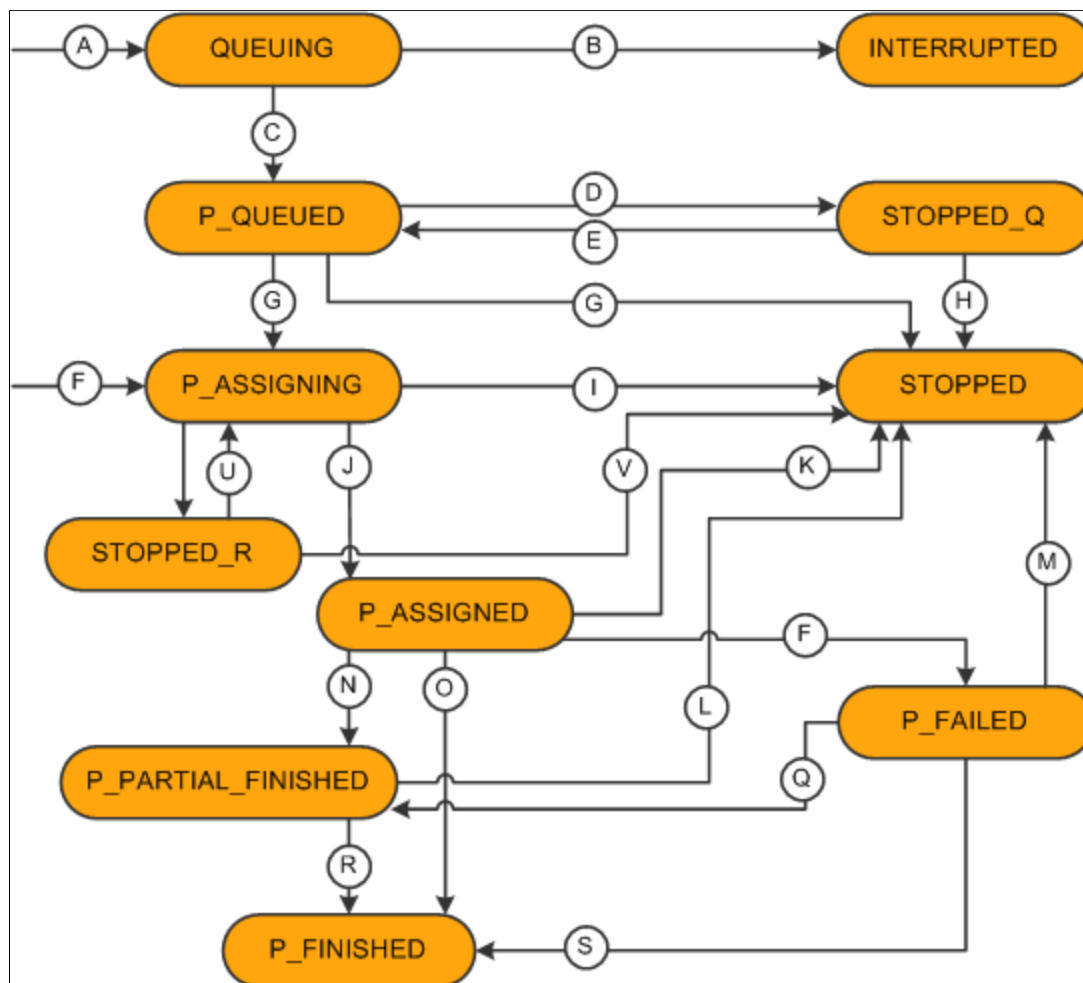 A
QUEUING
B
INTERRUPTED
C
P_QUEUED
D
E
STOPPED_Q
G
G
H
F
P_ASSIGNING
I
STOPPED
U
J
V
K
STOPPED_R
M
P_ASSIGNED
F
N
O
L
P_FAILED
P_PARTIAL_FINISHED
Q
R
P_FINISHED
S